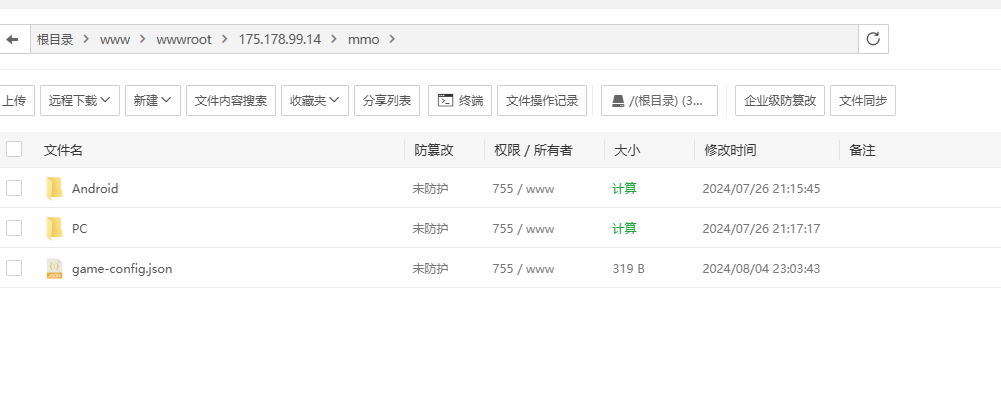 根目录 www wwwroot 175.178.99.14 mmo
上传 远程下载 新建 文件内容搜索 收藏夹 分享列表 终端 文件操作记录 /(根目录) (3... 企业级防篡改 文件同步
文件名 防篡改 权限 / 所有者 大小 修改时间 备注
Android 未防护 755 / www 计算 2024/07/26 21:15:45
PC 未防护 755 / www 计算 2024/07/26 21:17:17
game-config.json 未防护 755 / www 319 B 2024/08/04 23:03:43